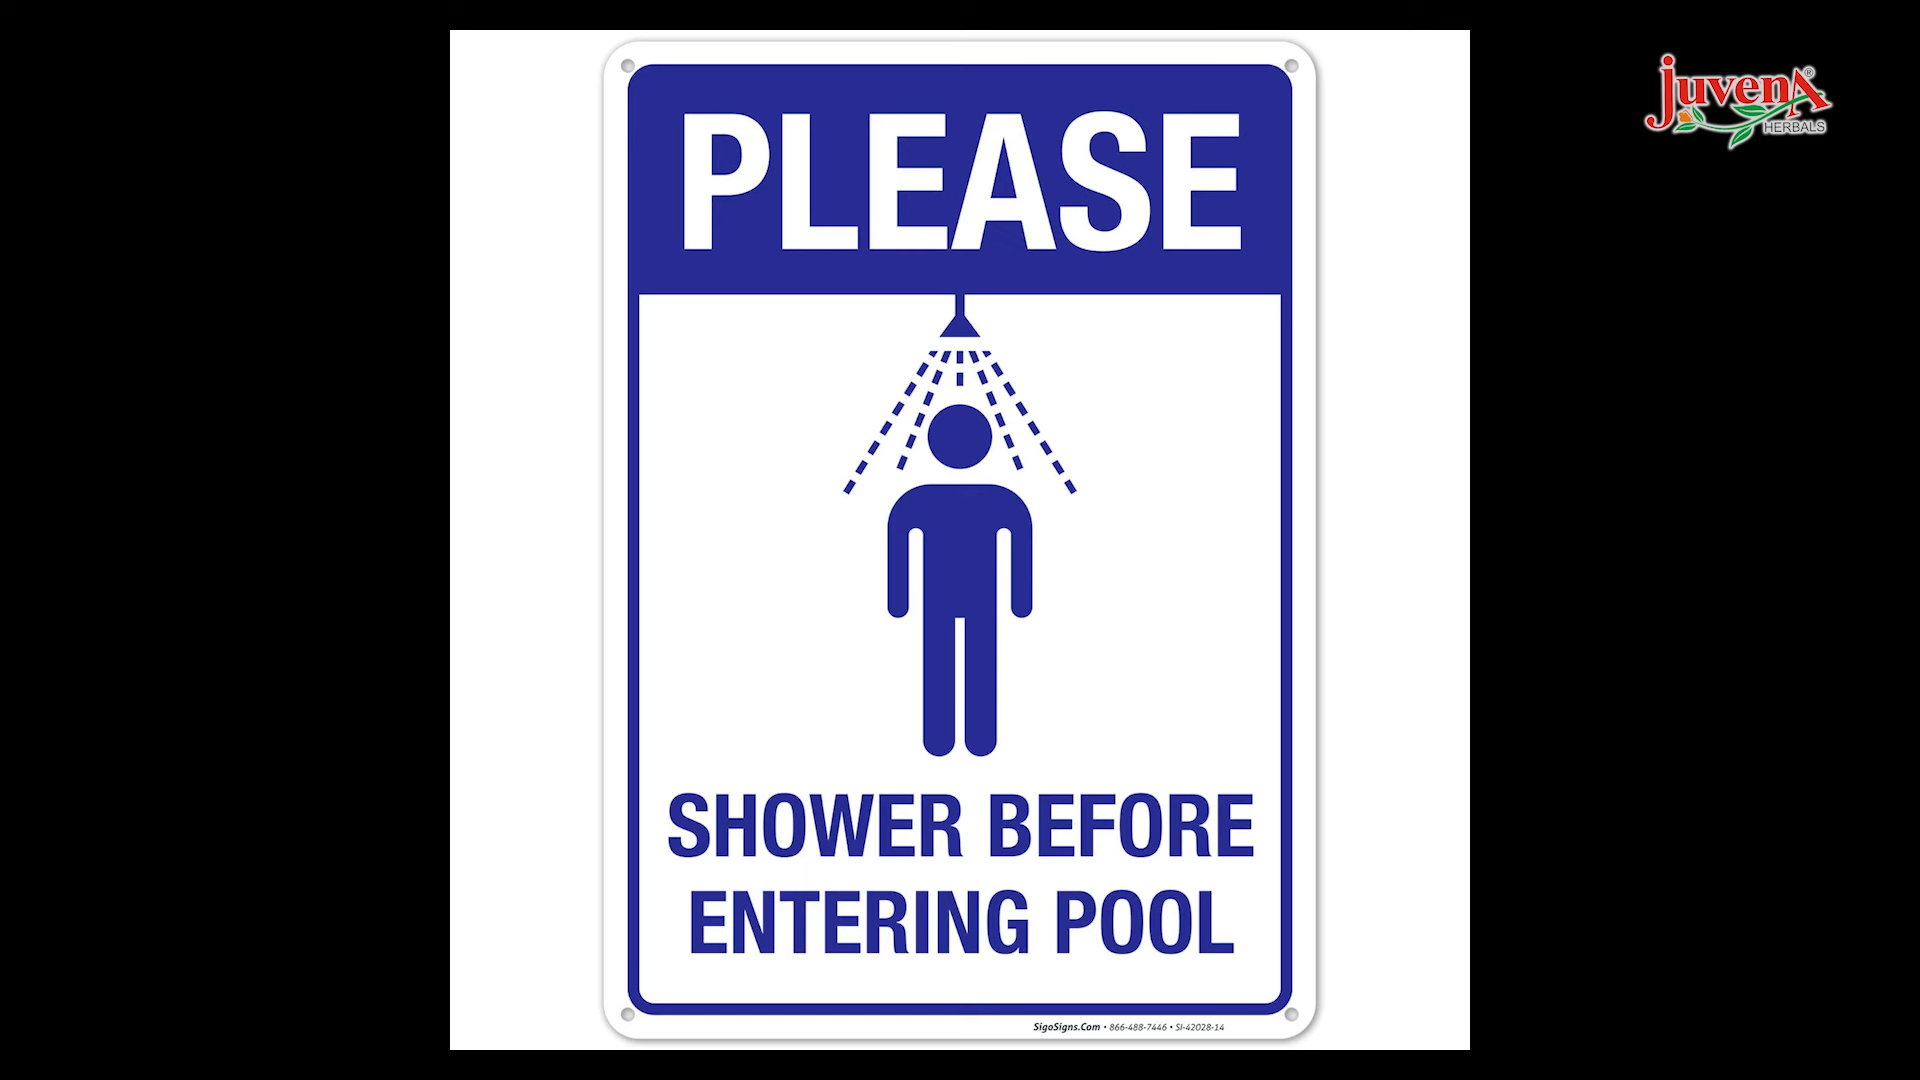 juvenA®
HERBALS
PLEASE
SHOWER BEFORE
ENTERING POOL
SigoSigns.Com • 866-488-7446 • SI-42028-14